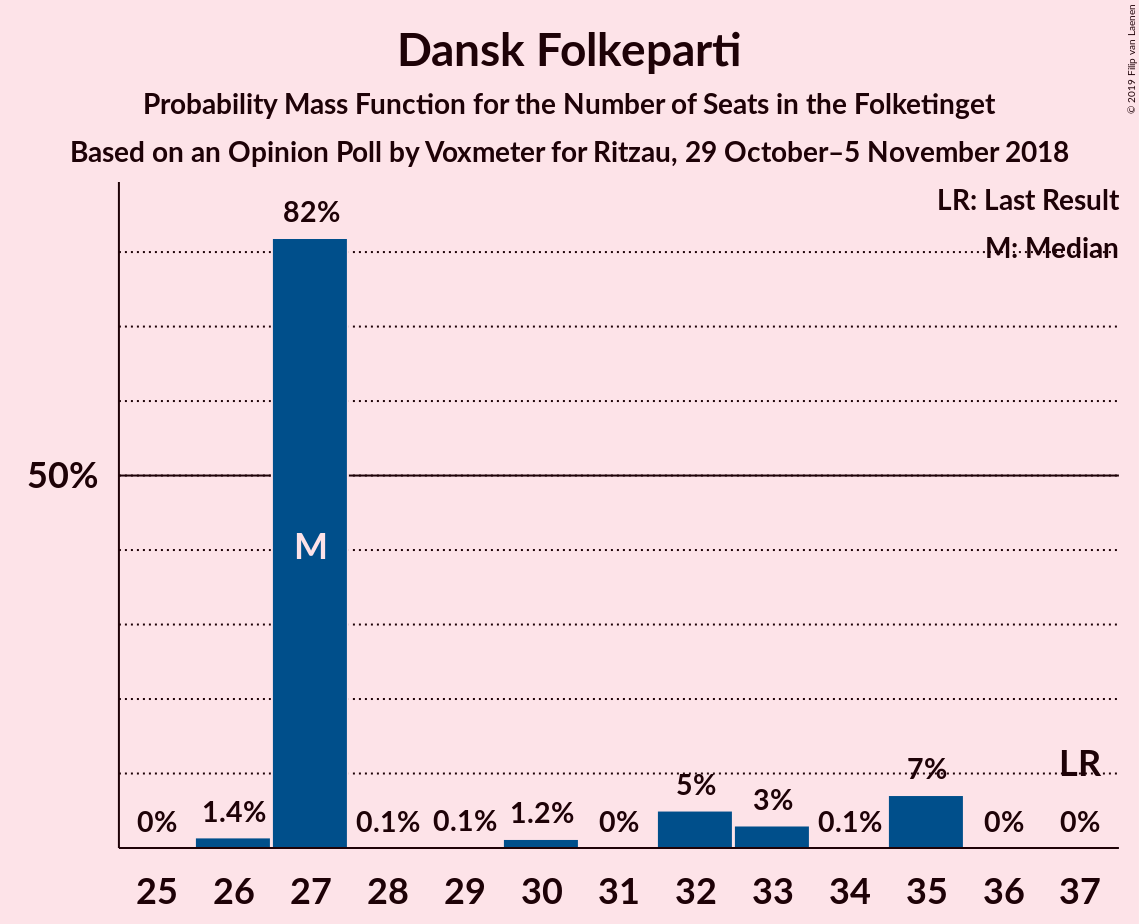 Dansk Folkeparti
Probability Mass Function for the Number of Seats in the Folketinget
Based on an Opinion Poll by Voxmeter for Ritzau, 29 October–5 November 2018
© 2019 Filip van Laenen
LR: Last Result
M: Median
82%
50%
M
LR
0% 1.4% 0.1% 0.1% 1.2% 0% 5% 3% 0.1% 7% 0% 0%
25 26 27 28 29 30 31 32 33 34 35 36 37